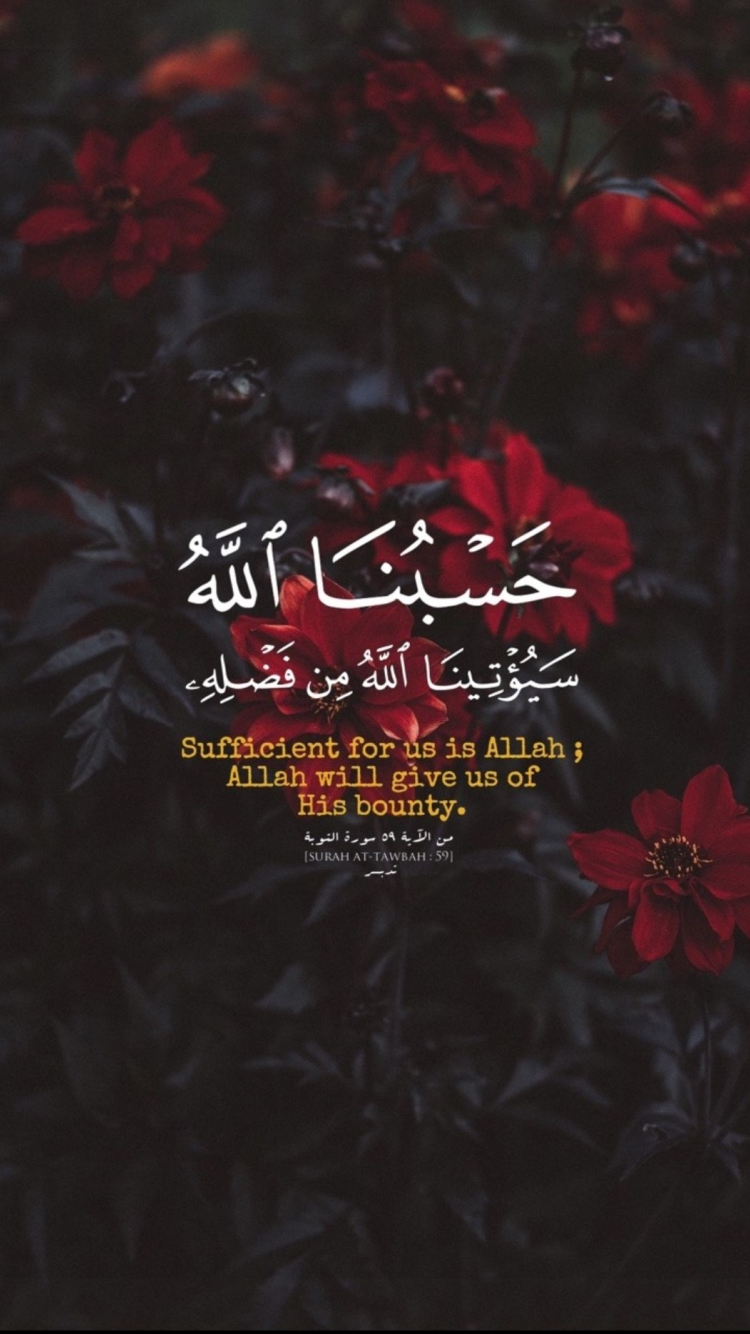 حَسْبُنَا ٱللَّهُ
سَيُؤْتِينَا ٱللَّهُ مِن فَضْلِهِۦ
Sufficient for us is Allah ;
Allah will give us of
His bounty.
من الآية ٥٩ سورة التوبة
[SURAH AT-TAWBAH : 59]
تدبر